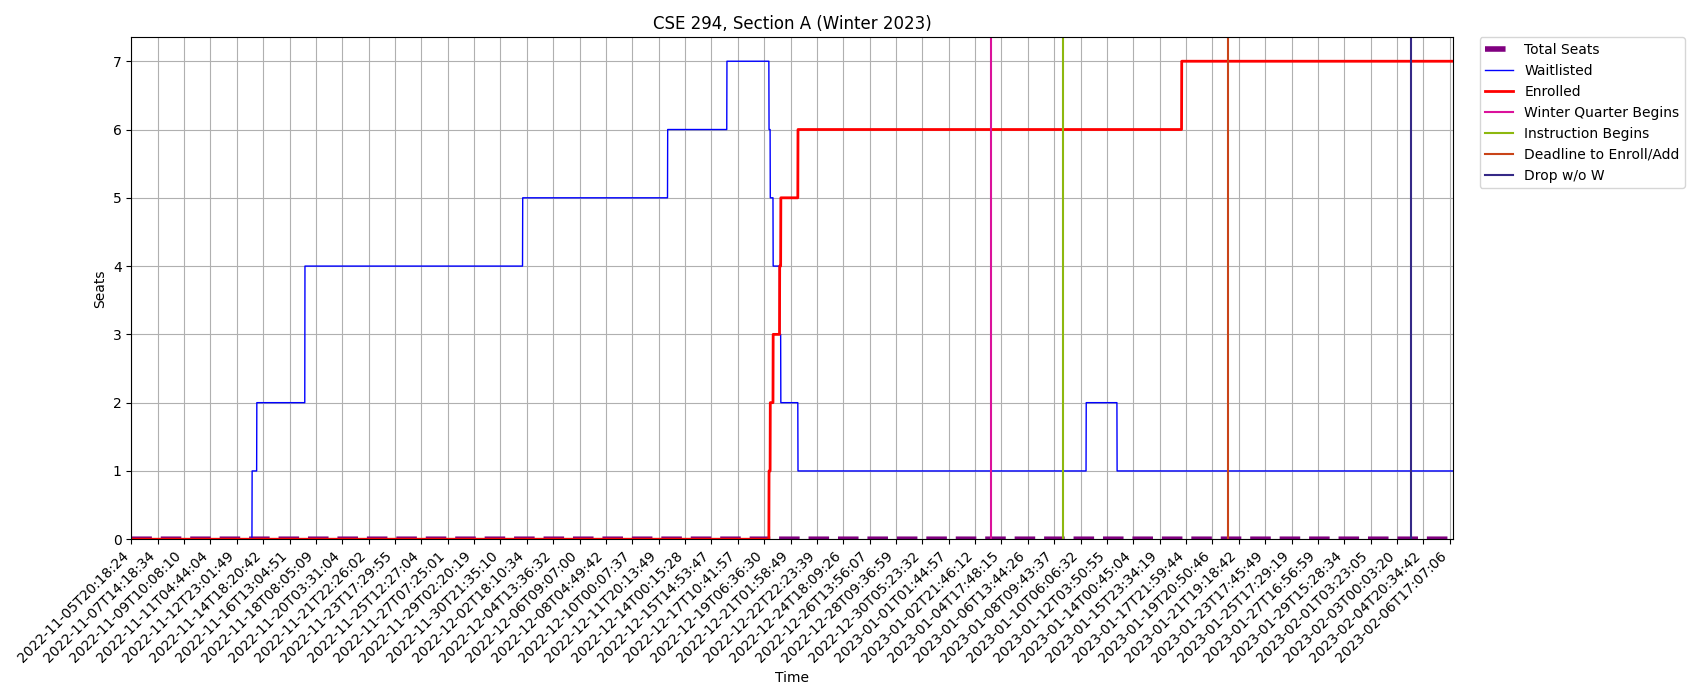 CSE 294, Section A (Winter 2023)
7
6
5
4
3
2
1
0
Seats
2022-11-05T20:18:24
2022-11-07T14:18:34
2022-11-09T10:08:10
2022-11-11T04:44:04
2022-11-12T23:01:49
2022-11-14T18:20:42
2022-11-16T13:04:51
2022-11-18T08:05:09
2022-11-20T03:31:04
2022-11-21T22:26:02
2022-11-23T17:29:55
2022-11-25T12:27:04
2022-11-27T07:25:01
2022-11-29T02:20:19
2022-11-30T21:35:10
2022-12-02T18:10:34
2022-12-04T13:36:32
2022-12-06T09:07:00
2022-12-08T04:49:42
2022-12-10T00:07:37
2022-12-11T20:13:49
2022-12-14T00:15:28
2022-12-15T14:53:47
2022-12-17T10:41:57
2022-12-19T06:36:30
2022-12-21T01:58:49
2022-12-22T22:23:39
2022-12-24T18:09:26
2022-12-26T13:56:07
2022-12-28T09:36:59
2022-12-30T05:23:32
2023-01-01T01:44:57
2023-01-02T21:46:12
2023-01-04T17:48:15
2023-01-06T13:44:26
2023-01-08T09:43:37
2023-01-10T06:06:32
2023-01-12T03:50:55
2023-01-14T00:45:04
2023-01-15T23:34:19
2023-01-17T21:59:44
2023-01-19T20:50:46
2023-01-21T19:18:42
2023-01-23T17:45:49
2023-01-25T17:29:19
2023-01-27T16:56:59
2023-01-29T15:28:34
2023-02-01T03:23:05
2023-02-03T00:03:20
2023-02-04T20:34:42
2023-02-06T17:07:06
Time
Total Seats
Waitlisted
Enrolled
Winter Quarter Begins
Instruction Begins
Deadline to Enroll/Add
Drop w/o W